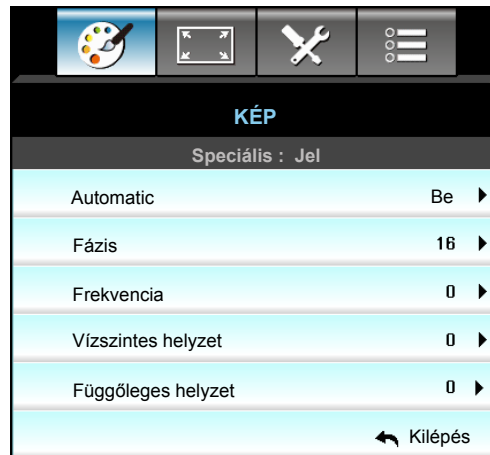 KÉP
Speciális : Jel
Automatic Be
Fázis 16
Frekvencia 0
Vízszintes helyzet 0
Függőleges helyzet 0
Kilépés